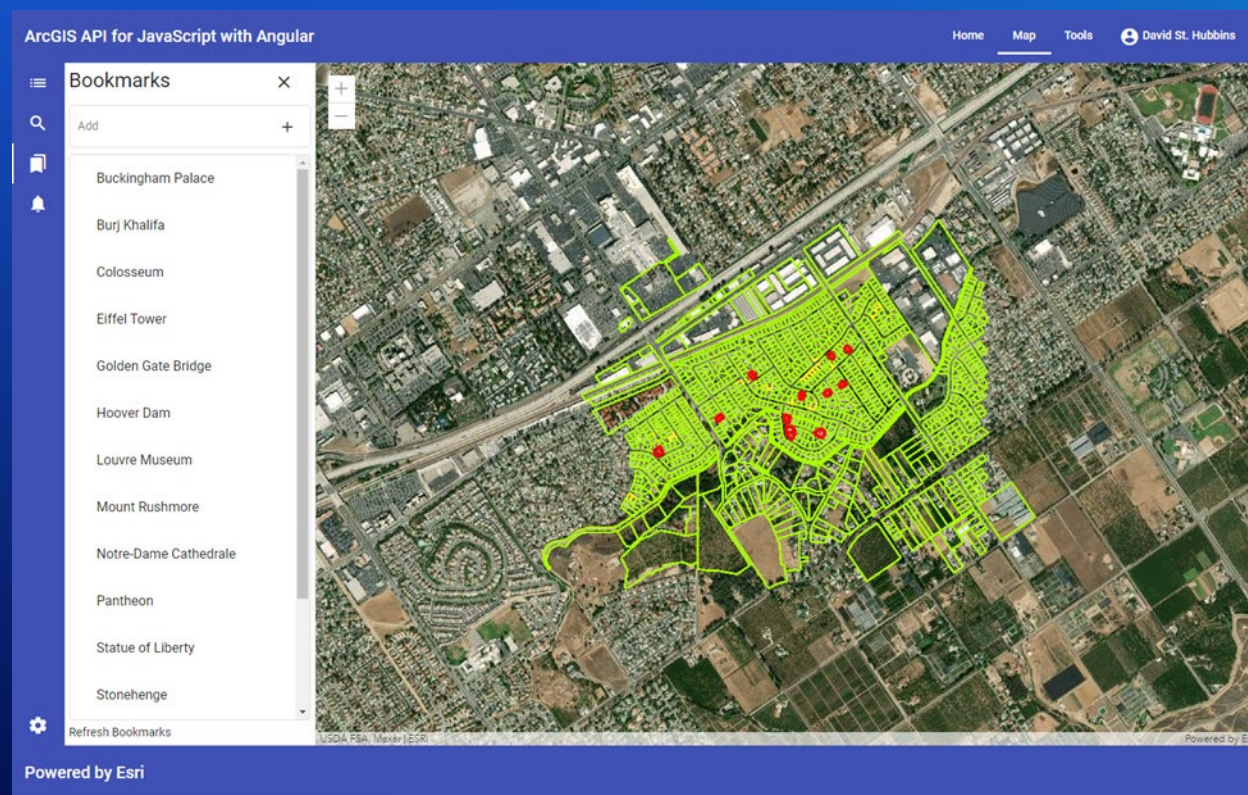 ArcGIS API for JavaScript with Angular
Home
Map
Tools
David St. Hubbins
Bookmarks
Add
Buckingham Palace
Burj Khalifa
Colosseum
Eiffel Tower
Golden Gate Bridge
Hoover Dam
Louvre Museum
Mount Rushmore
Notre-Dame Cathedrale
Pantheon
Statue of Liberty
Stonehenge
Refresh Bookmarks
USDA FSA, Maxar | ESRI
Powered by
Powered by Esri